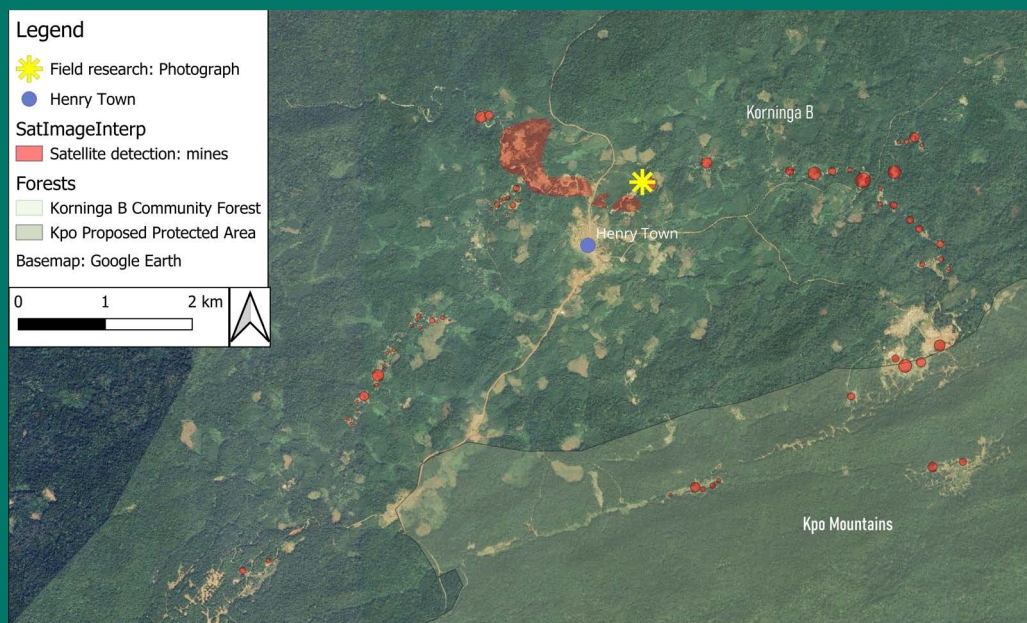 Legend
Field research: Photograph
Henry Town
SatImageInterp
Satellite detection: mines
Forests
Korninga B Community Forest
Kpo Proposed Protected Area
Basemap: Google Earth
0 1 2 km
Korninga B
Henry Town
Kpo Mountains